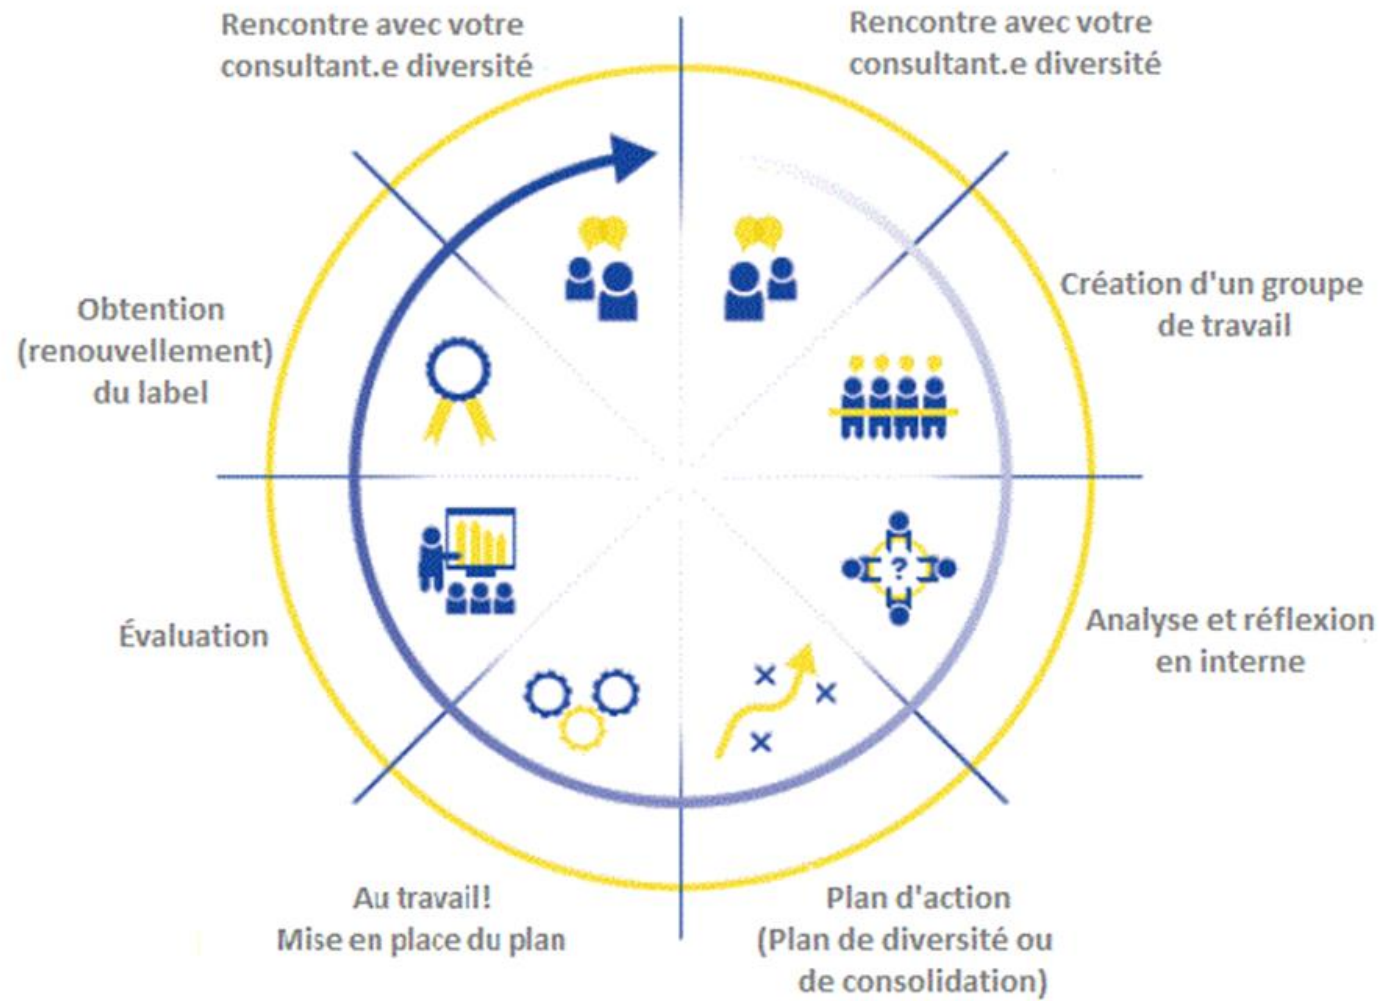 Rencontre avec votre
consultant.e diversité
Rencontre avec votre
consultant.e diversité
Création d'un groupe
de travail
Obtention
(renouvellement)
du label
?
Évaluation
Analyse et réflexion
en interne
Au travail!
Mise en place du plan
Plan d'action
(Plan de diversité ou
de consolidation)